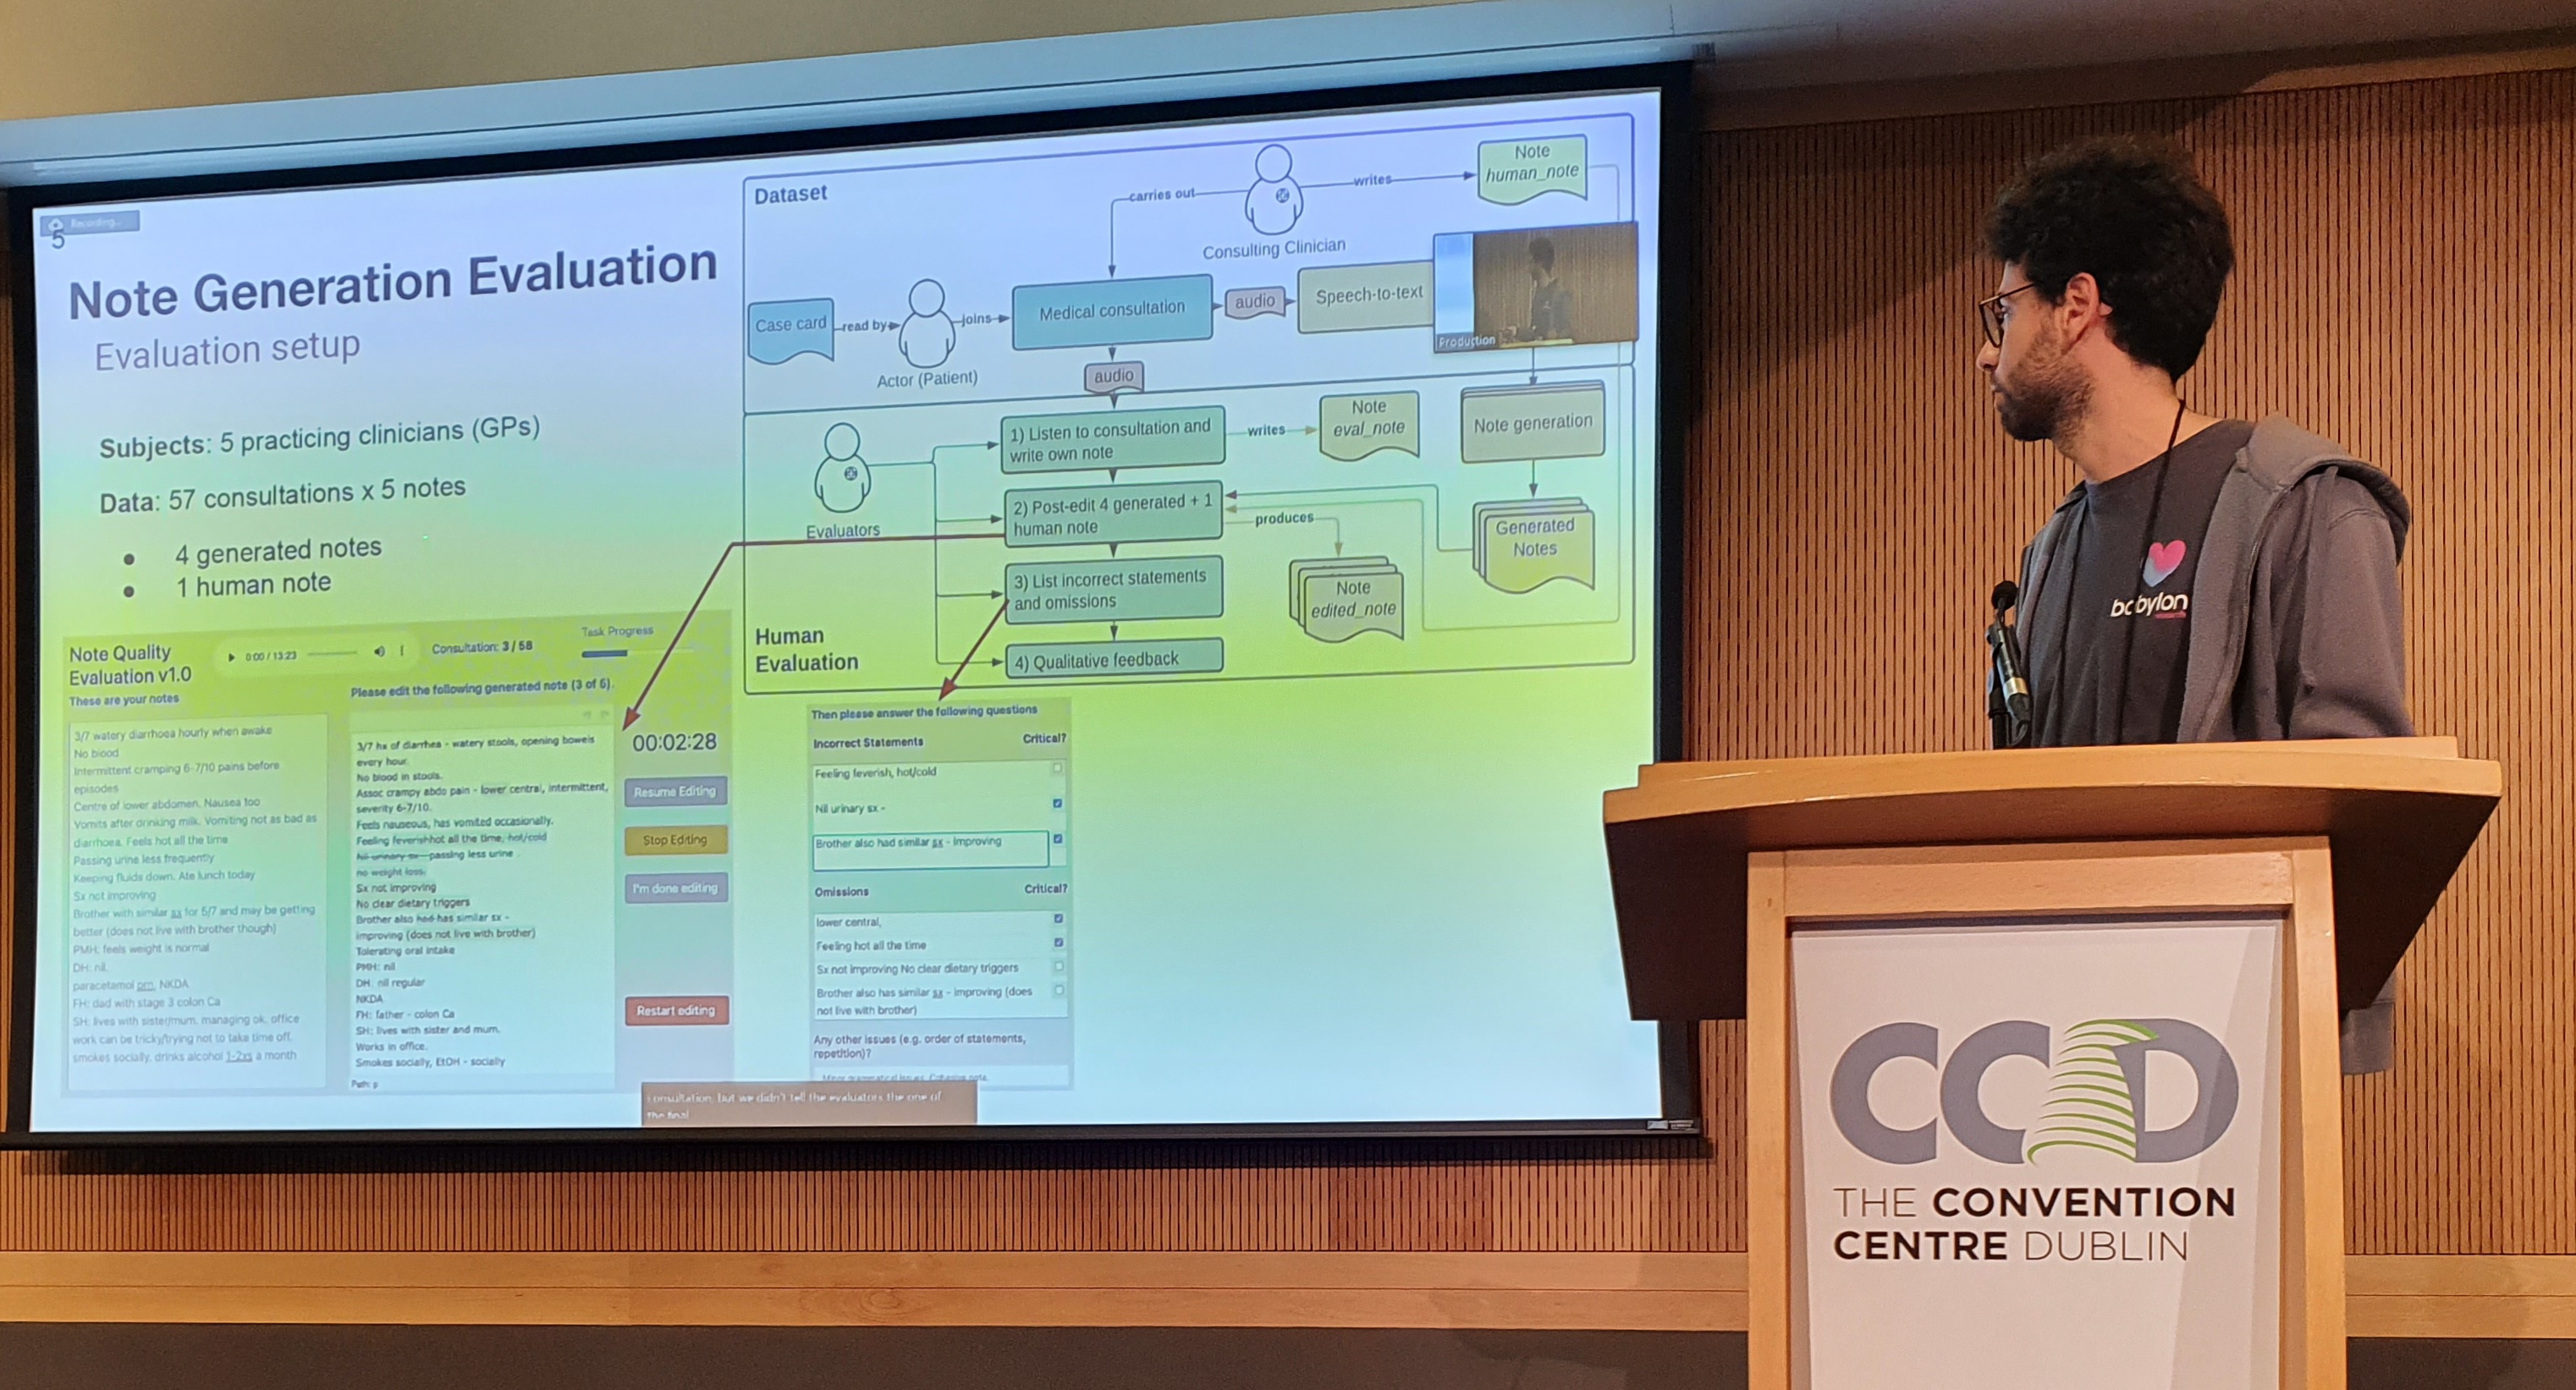 Recording...
5
Note Generation Evaluation
Evaluation setup
Subjects: 5 practicing clinicians (GPs)
Data: 57 consultations x 5 notes
● 4 generated notes
● 1 human note
Dataset
Case card
read by
Actor (Patient)
joins
Medical consultation
carries out
Consulting Clinician
writes
Note
human_note
audio
Speech-to-text
Production
audio
Evaluators
1) Listen to consultation and
write own note
writes
Note
eval_note
Note generation
2) Post-edit 4 generated + 1
human note
produces
Generated
Notes
3) List incorrect statements
and omissions
Note
edited_note
4) Qualitative feedback
Human
Evaluation
Note Quality
Evaluation v1.0
0:00 / 13:23
Consultation: 3 / 58
Task Progress
These are your notes
3/7 watery diarrhoea hourly when awake
No blood
Intermittent cramping 6-7/10 pains before
episodes
Centre of lower abdomen. Nausea too
Vomits after drinking milk. Vomiting not as bad as
diarrhoea. Feels hot all the time
Passing urine less frequently
Keeping fluids down. Ate lunch today
Sx not improving
Brother with similar sx for 5/7 and may be getting
better (does not live with brother though)
PMH: feels weight is normal
DH: nil.
paracetamol prn. NKDA
FH: dad with stage 3 colon Ca
SH: lives with sister/mum. managing ok. office
work can be tricky/trying not to take time off.
smokes socially. drinks alcohol 1-2xs a month
Please edit the following generated note (3 of 6).
3/7 hx of diarrhea - watery stools, opening bowels
every hour.
No blood in stools.
Assoc crampy abdo pain - lower central, intermittent,
severity 6-7/10.
Feels nauseous, has vomited occasionally.
Feeling feverishhot all the time, hot/cold
Nil urinary sx - passing less urine
no weight loss.
Sx not improving
No clear dietary triggers
Brother also had has similar sx -
improving (does not live with brother)
Tolerating oral intake
PMH: nil
DH: nil regular
NKDA
FH: father - colon Ca
SH: lives with sister and mum.
Works in office.
Smokes socially, EtOH - socially
Path: p
00:02:28
Resume Editing
Stop Editing
I'm done editing
Restart editing
Then please answer the following questions
Incorrect Statements Critical?
Feeling feverish, hot/cold
Nil urinary sx -
Brother also had similar sx - Improving
Omissions Critical?
lower central,
Feeling hot all the time
Sx not improving No clear dietary triggers
Brother also has similar sx - improving (does
not live with brother)
Any other issues (e.g. order of statements,
repetition)?
Minor grammatical issues. Cohesive note.
consultation, but we didn't tell the evaluators the one of
the final
babylon
CCD
THE CONVENTION
CENTRE DUBLIN